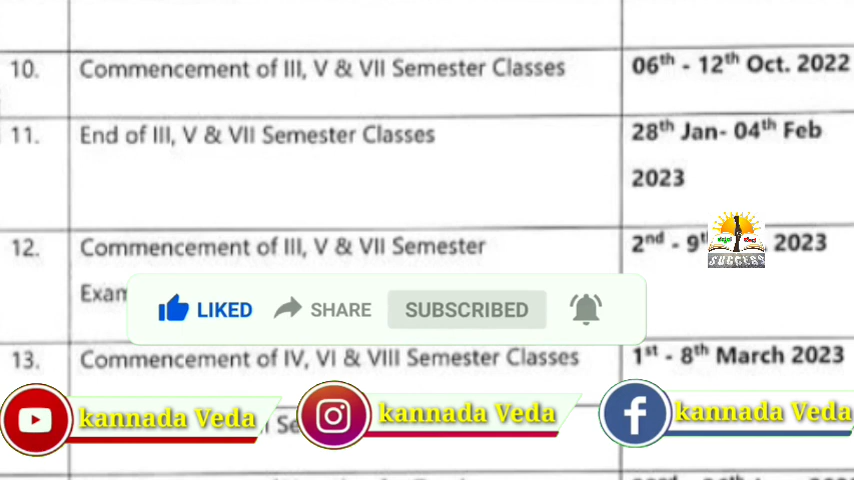 10. Commencement of III, V & VII Semester Classes 06th - 12th Oct. 2022
11. End of III, V & VII Semester Classes 28th Jan- 04th Feb
2023
12. Commencement of III, V & VII Semester 2nd - 9t 2023
SUCCESS
Exam
LIKED SHARE SUBSCRIBED
13. Commencement of IV, VI & VIII Semester Classes 1st - 8th March 2023
kannada Veda kannada Veda kannada Veda